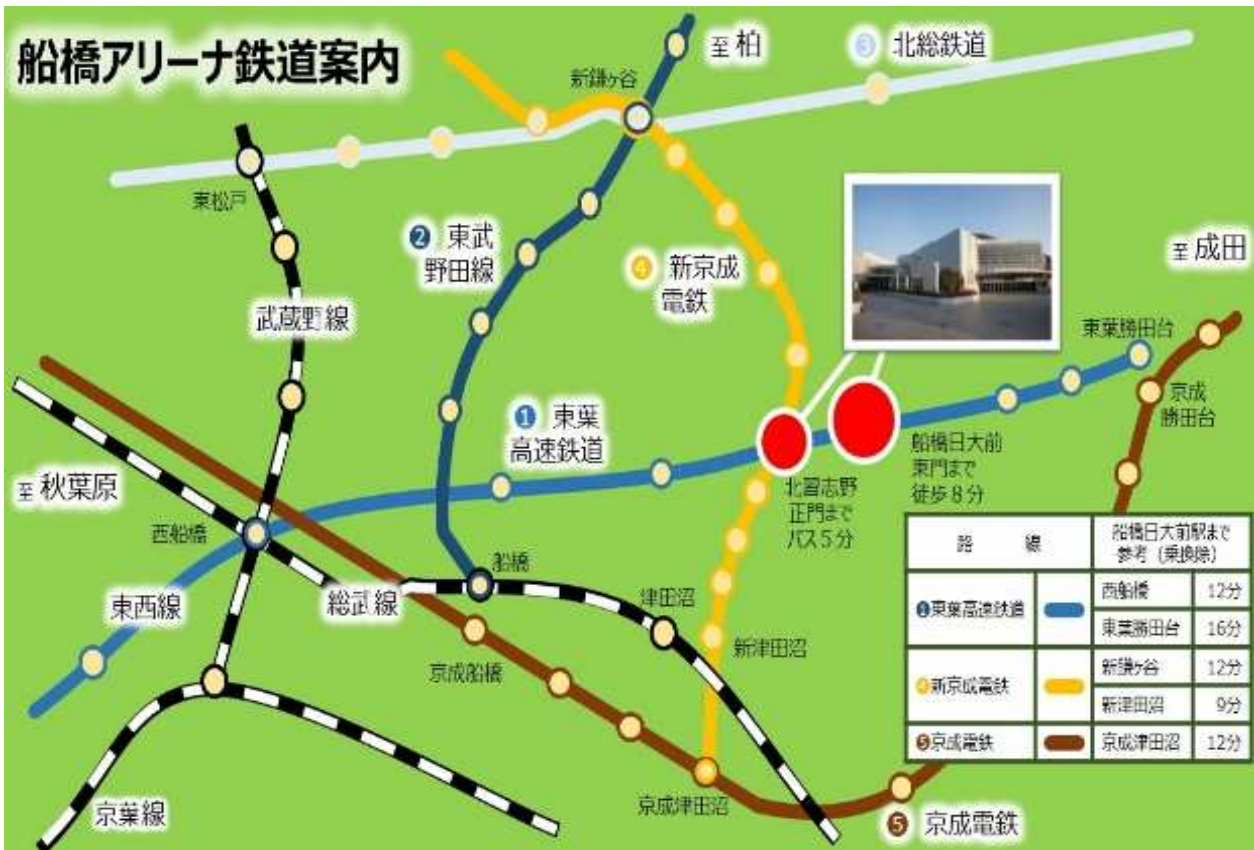 船橋アリーナ鉄道案内
至 柏
③ 北総鉄道
新鎌ヶ谷
東松戸
② 東武
野田線
④ 新京成
電鉄
至 成田
武蔵野線
東葉勝田台
京成
勝田台
① 東葉
高速鉄道
至 秋葉原
船橋日大前
東門まで
徒歩8分
北習志野
正門まで
バス5分
西船橋
船橋
東西線
総武線
津田沼
新津田沼
京成船橋
京成津田沼
京葉線
⑤ 京成電鉄
路 線
船橋日大前駅まで
参考(乗換除)
❶東葉高速鉄道
西船橋 12分
東葉勝田台 16分
❹新京成電鉄
新鎌ヶ谷 12分
新津田沼 9分
❺京成電鉄
京成津田沼 12分